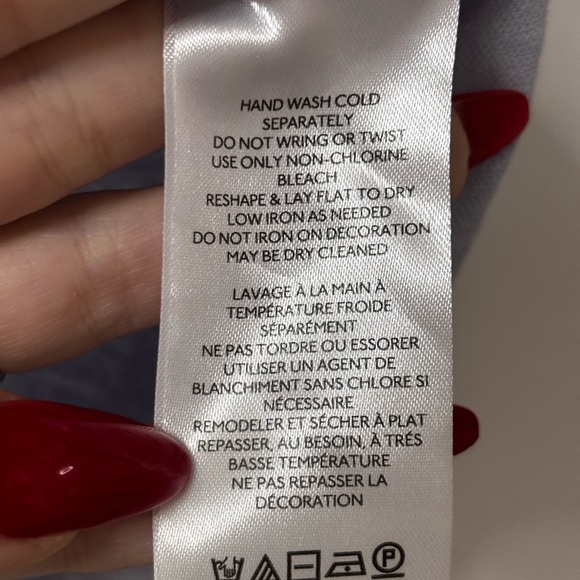 HAND WASH COLD
SEPARATELY
DO NOT WRING OR TWIST
USE ONLY NON-CHLORINE
BLEACH
RESHAPE & LAY FLAT TO DRY
LOW IRON AS NEEDED
DO NOT IRON ON DECORATION
MAY BE DRY CLEANED
LAVAGE À LA MAIN À
TEMPÉRATURE FROIDE
SÉPARÉMENT
NE PAS TORDRE OU ESSORER
UTILISER UN AGENT DE
BLANCHIMENT SANS CHLORE SI
NÉCESSAIRE
REMODELER ET SÉCHER À PLAT
REPASSER, AU BESOIN, À TRÉS
BASSE TEMPÉRATURE
NE PAS REPASSER LA
DÉCORATION
P